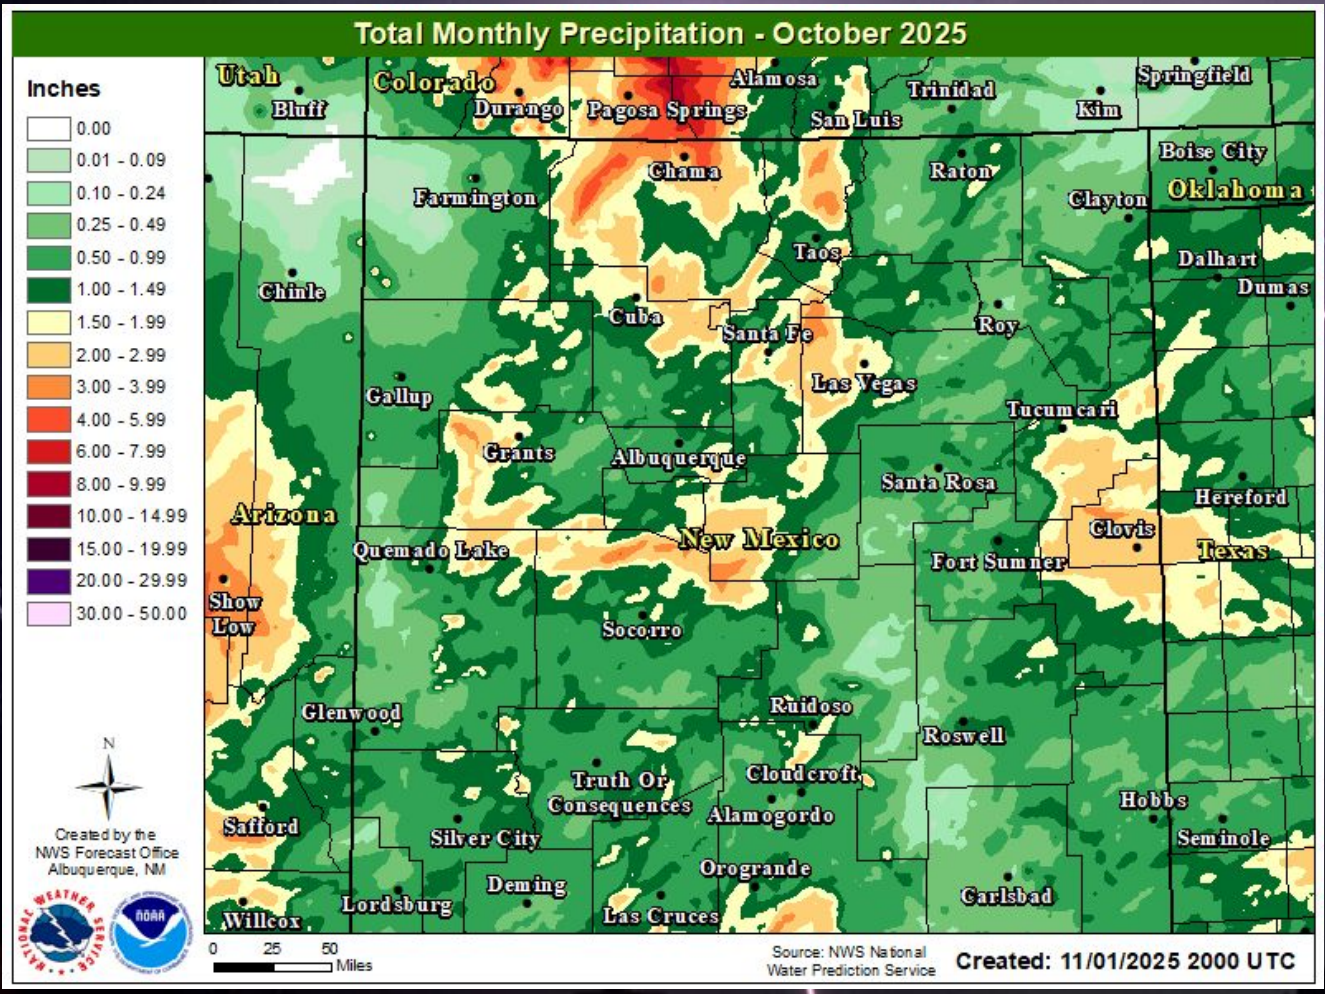 Total Monthly Precipitation - October 2025
Inches
0.00
0.01 - 0.09
0.10 - 0.24
0.25 - 0.49
0.50 - 0.99
1.00 - 1.49
1.50 - 1.99
2.00 - 2.99
3.00 - 3.99
4.00 - 5.99
6.00 - 7.99
8.00 - 9.99
10.00 - 14.99
15.00 - 19.99
20.00 - 29.99
30.00 - 50.00
N
Created by the
NWS Forecast Office
Albuquerque, NM
NATIONAL WEATHER SERVICE
NOAA
Utah
Colorado
Bluff
Durango
Pagosa Springs
Alamosa
San Luis
Trinidad
Kim
Springfield
Farmington
Chama
Raton
Clayton
Boise City
Oklahoma
Chinle
Taos
Dalhart
Dumas
Cuba
Santa Fe
Roy
Gallup
Las Vegas
Tucumcari
Grants
Albuquerque
Santa Rosa
Hereford
Arizona
Quemado Lake
New Mexico
Clovis
Texas
Fort Sumner
Show
Low
Socorro
Glenwood
Ruidoso
Roswell
Truth Or
Consequences
Cloudcroft
Alamogordo
Hobbs
Seminole
Safford
Silver City
Orogrande
Deming
Carlsbad
Lordsburg
Las Cruces
Willcox
0 25 50
Miles
Source: NWS National
Water Prediction Service
Created: 11/01/2025 2000 UTC